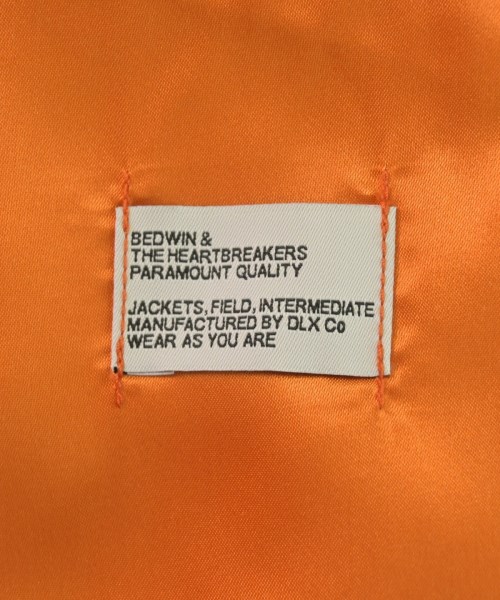 BEDWIN &
THE HEARTBREAKERS
PARAMOUNT QUALITY
JACKETS, FIELD, INTERMEDIATE
MANUFACTURED BY DLX Co
WEAR AS YOU ARE